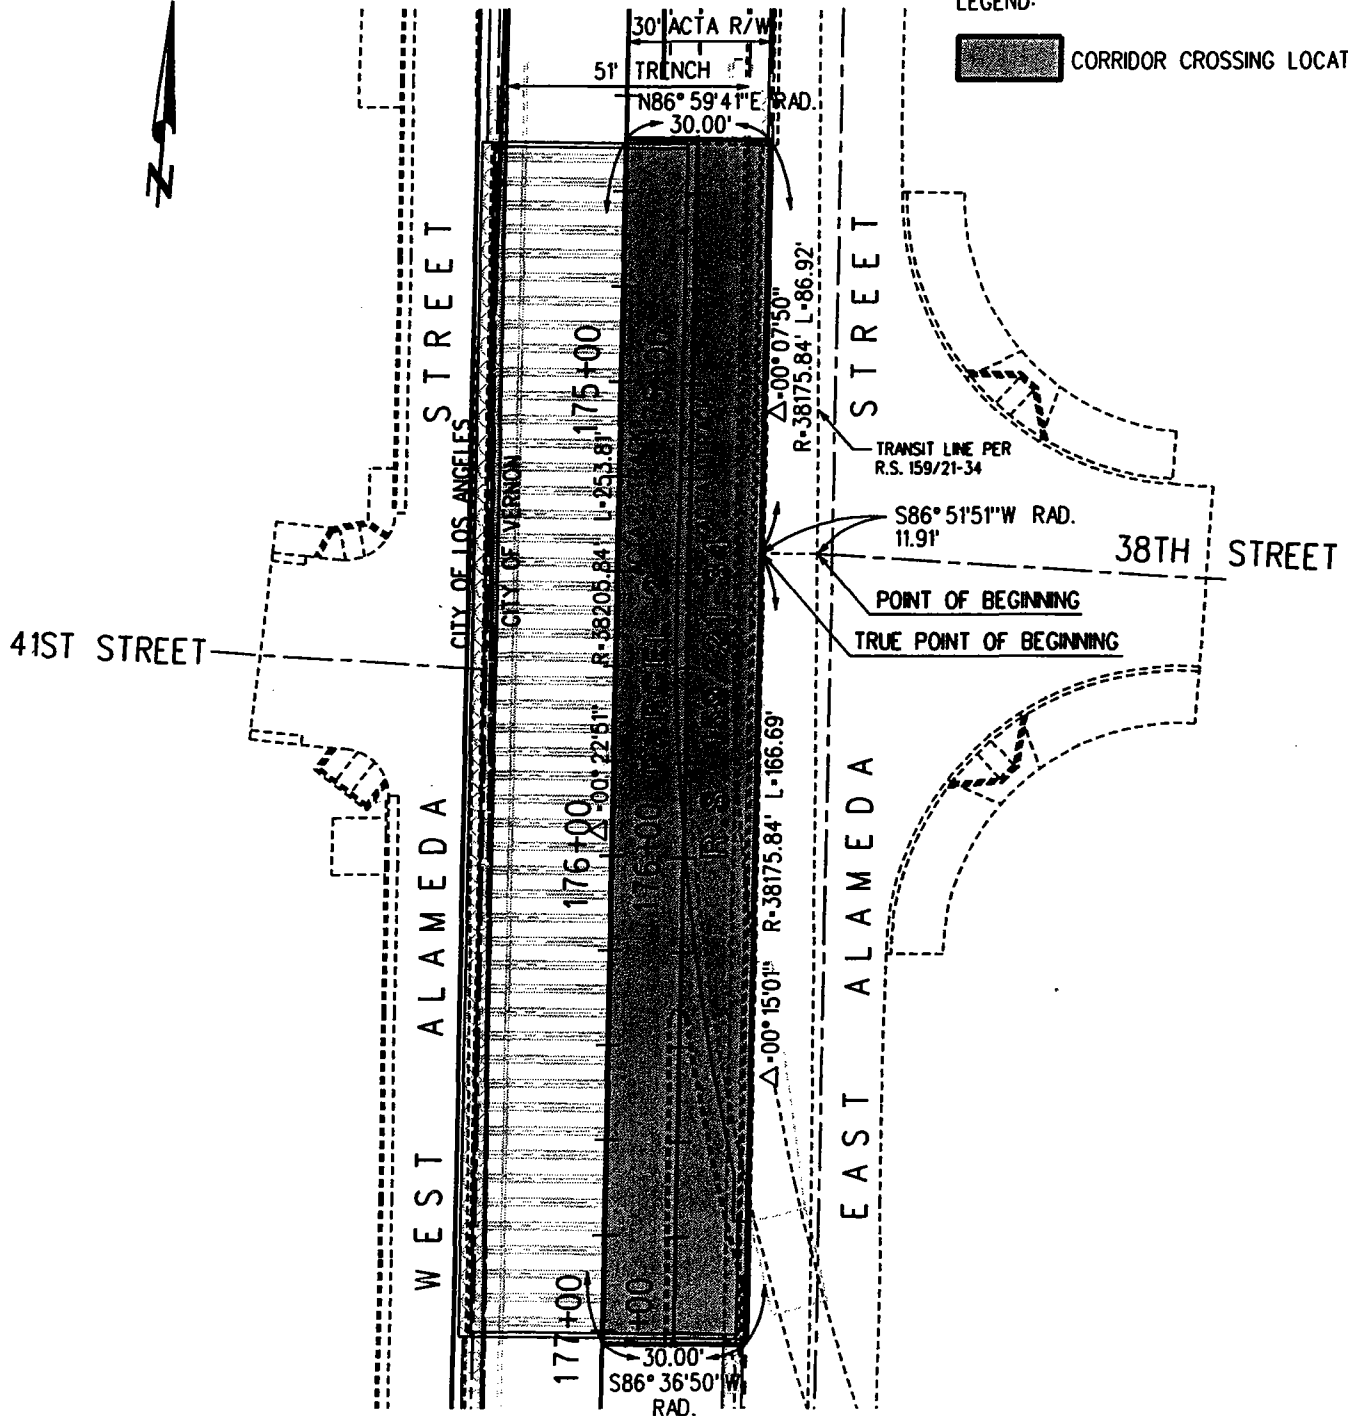 LEGEND:
CORRIDOR CROSSING LOCAT
30' ACTA R/W
51' TRENCH
N86°59'41"E RAD.
30.00'
N
STREET
STREET
175+00
Δ=00°07'50"
R=38175.84' L=86.92'
TRANSIT LINE PER
R.S. 159/21-34
CITY OF LOS ANGELES
CITY OF VERNON
S86°51'51"W RAD.
11.91'
38TH STREET
POINT OF BEGINNING
TRUE POINT OF BEGINNING
41ST STREET
Δ=00°22'51" R=38205.84' L=253.81'
176+00
176+00
Δ=00°15'01" R=38175.84' L=166.69'
WEST ALAMEDA
EAST ALAMEDA
177+00
+00
30.00'
S86°36'50"W
RAD.